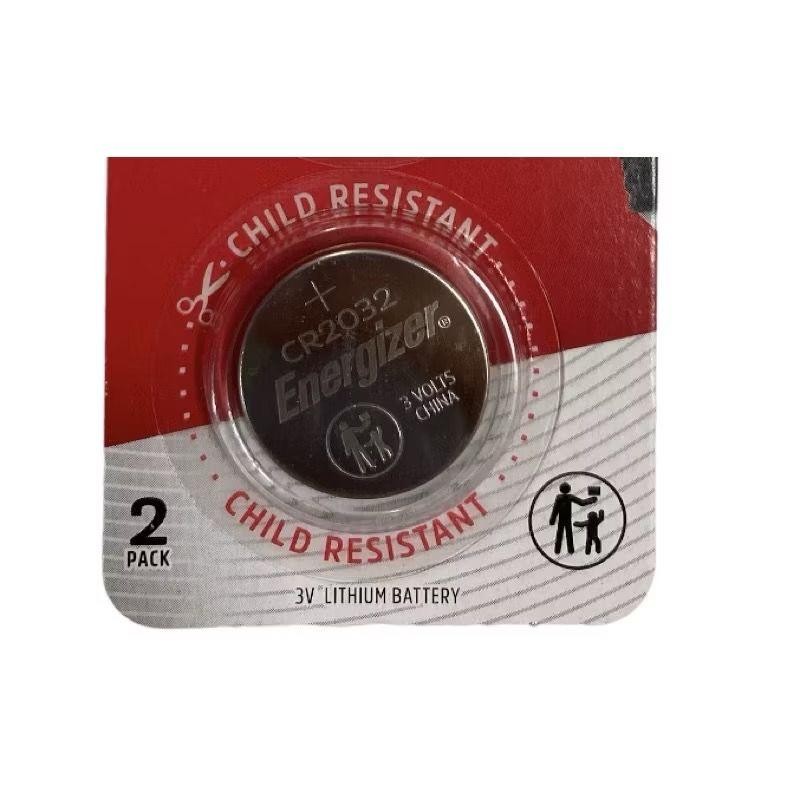 CHILD RESISTANT
+
CR2032
Energizer®
3 VOLTS
CHINA
CHILD RESISTANT
2
PACK
3V LITHIUM BATTERY